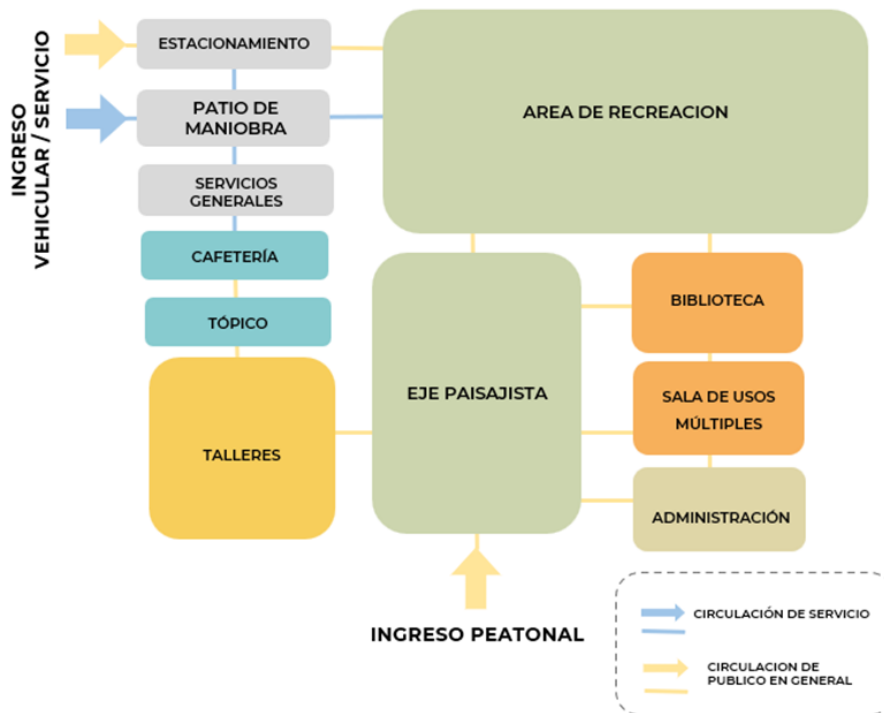 INGRESO
VEHICULAR / SERVICIO
ESTACIONAMIENTO
PATIO DE
MANIOBRA
SERVICIOS
GENERALES
CAFETERÍA
TÓPICO
TALLERES
AREA DE RECREACION
EJE PAISAJISTA
BIBLIOTECA
SALA DE USOS
MÚLTIPLES
ADMINISTRACIÓN
INGRESO PEATONAL
CIRCULACIÓN DE SERVICIO
CIRCULACION DE
PUBLICO EN GENERAL